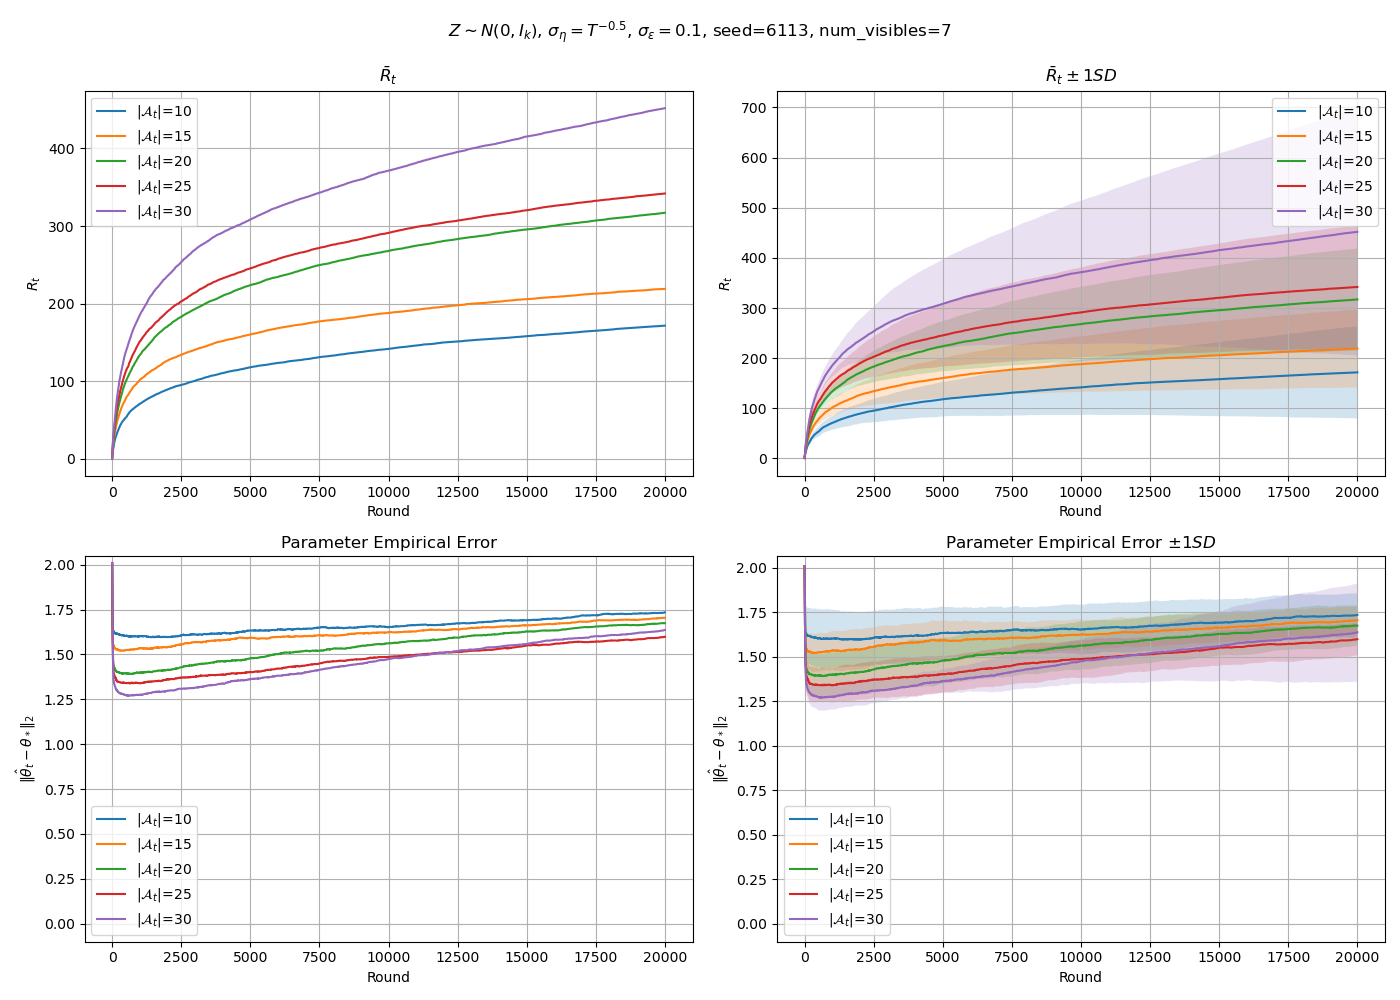 Z ∼ N(0, I_k), σ_η = T^{−0.5}, σ_ε = 0.1, seed=6113, num_visibles=7
R̄_t
R_t
400
300
200
100
0
|𝒜_t|=10
|𝒜_t|=15
|𝒜_t|=20
|𝒜_t|=25
|𝒜_t|=30
0 2500 5000 7500 10000 12500 15000 17500 20000
Round
R̄_t ± 1SD
R_t
700
600
500
400
300
200
100
0
|𝒜_t|=10
|𝒜_t|=15
|𝒜_t|=20
|𝒜_t|=25
|𝒜_t|=30
0 2500 5000 7500 10000 12500 15000 17500 20000
Round
Parameter Empirical Error
‖θ̂_t − θ_*‖_2
2.00
1.75
1.50
1.25
1.00
0.75
0.50
0.25
0.00
|𝒜_t|=10
|𝒜_t|=15
|𝒜_t|=20
|𝒜_t|=25
|𝒜_t|=30
0 2500 5000 7500 10000 12500 15000 17500 20000
Round
Parameter Empirical Error ±1SD
‖θ̂_t − θ_*‖_2
2.00
1.75
1.50
1.25
1.00
0.75
0.50
0.25
0.00
|𝒜_t|=10
|𝒜_t|=15
|𝒜_t|=20
|𝒜_t|=25
|𝒜_t|=30
0 2500 5000 7500 10000 12500 15000 17500 20000
Round